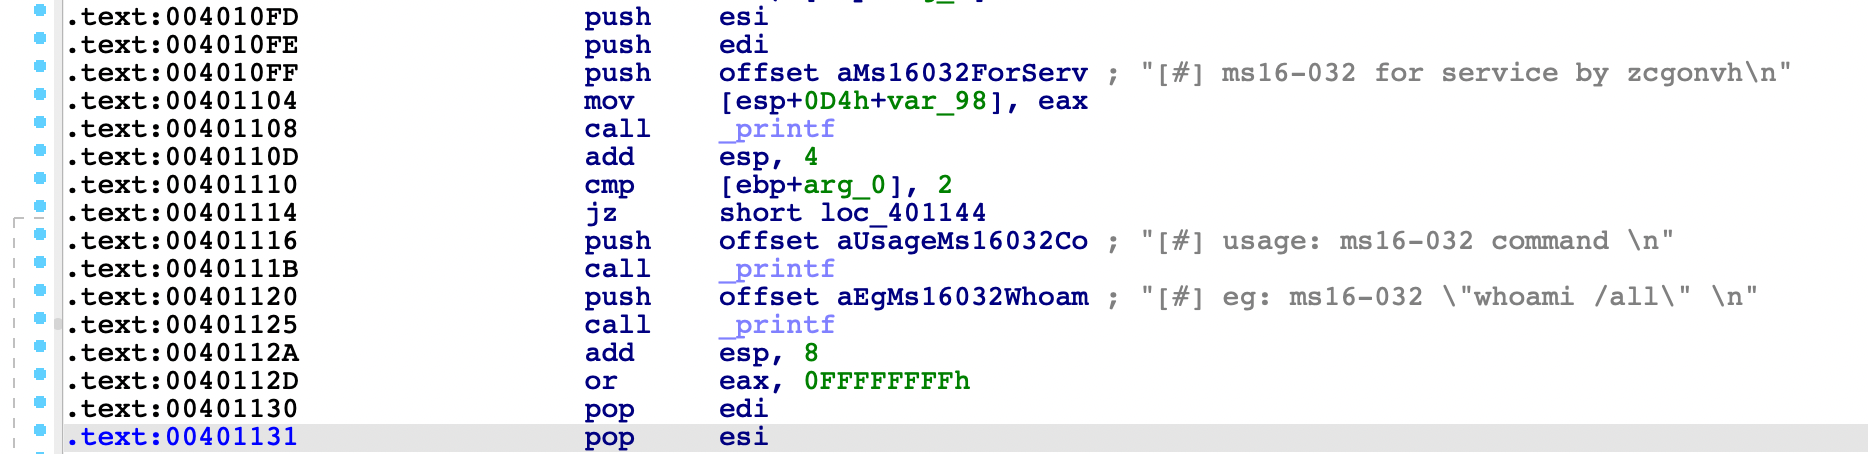 .text:004010FD push esi
.text:004010FE push edi
.text:004010FF push offset aMs16032ForServ ; "[#] ms16-032 for service by zcgonvh\n"
.text:00401104 mov [esp+0D4h+var_98], eax
.text:00401108 call _printf
.text:0040110D add esp, 4
.text:00401110 cmp [ebp+arg_0], 2
.text:00401114 jz short loc_401144
.text:00401116 push offset aUsageMs16032Co ; "[#] usage: ms16-032 command \n"
.text:0040111B call _printf
.text:00401120 push offset aEgMs16032Whoam ; "[#] eg: ms16-032 \"whoami /all\" \n"
.text:00401125 call _printf
.text:0040112A add esp, 8
.text:0040112D or eax, 0FFFFFFFFh
.text:00401130 pop edi
.text:00401131 pop esi